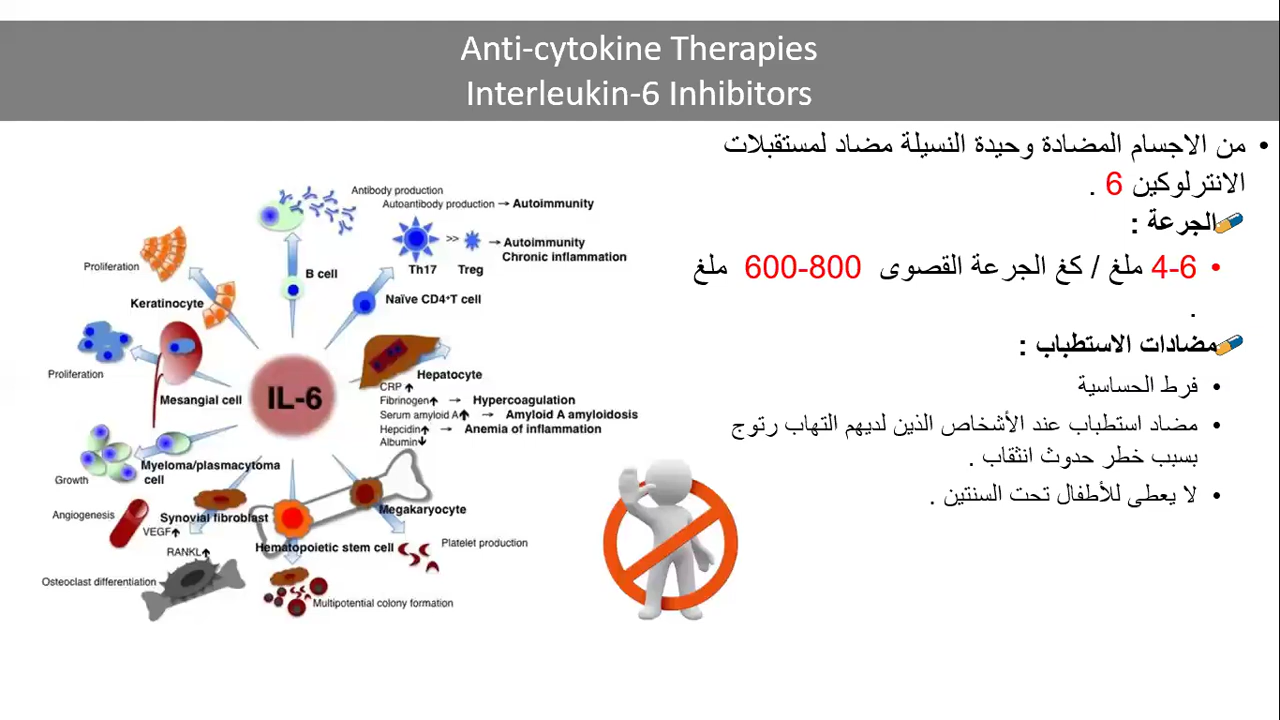 Anti-cytokine Therapies
Interleukin-6 Inhibitors
• من الاجسام المضادة وحيدة النسيلة مضاد لمستقبلات
الانترلوكين 6 .
الجرعة :
• 4-6 ملغ / كغ الجرعة القصوى 600-800 ملغ
.
مضادات الاستطباب :
• فرط الحساسية
• مضاد استطباب عند الأشخاص الذين لديهم التهاب رتوج
بسبب خطر حدوث انثقاب .
• لا يعطى للأطفال تحت السنتين .
Antibody production
Autoantibody production → Autoimmunity
B cell
Th17 >> Treg
→ Autoimmunity
Chronic inflammation
Naïve CD4⁺T cell
Proliferation
Keratinocyte
Proliferation
Mesangial cell
IL-6
Hepatocyte
CRP ↑
Fibrinogen↑ → Hypercoagulation
Serum amyloid A↑ → Amyloid A amyloidosis
Hepcidin↑ → Anemia of inflammation
Albumin↓
Growth
Myeloma/plasmacytoma
cell
Angiogenesis
VEGF↑
Synovial fibroblast
RANKL↑
Osteoclast differentiation
Hematopoietic stem cell
Multipotential colony formation
Megakaryocyte
Platelet production